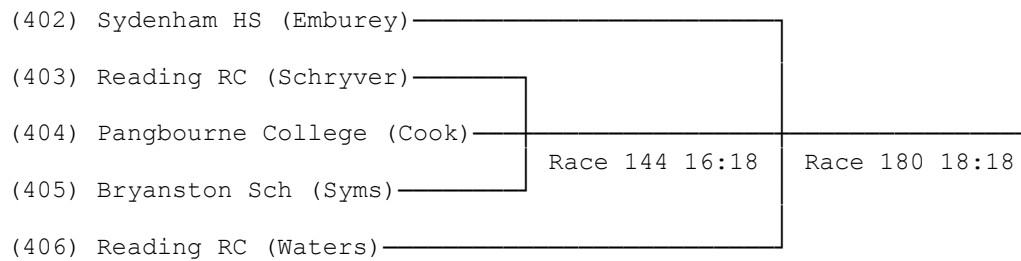 (402) Sydenham HS (Emburey)
(403) Reading RC (Schryver)
(404) Pangbourne College (Cook)
Race 144 16:18 Race 180 18:18
(405) Bryanston Sch (Syms)
(406) Reading RC (Waters)